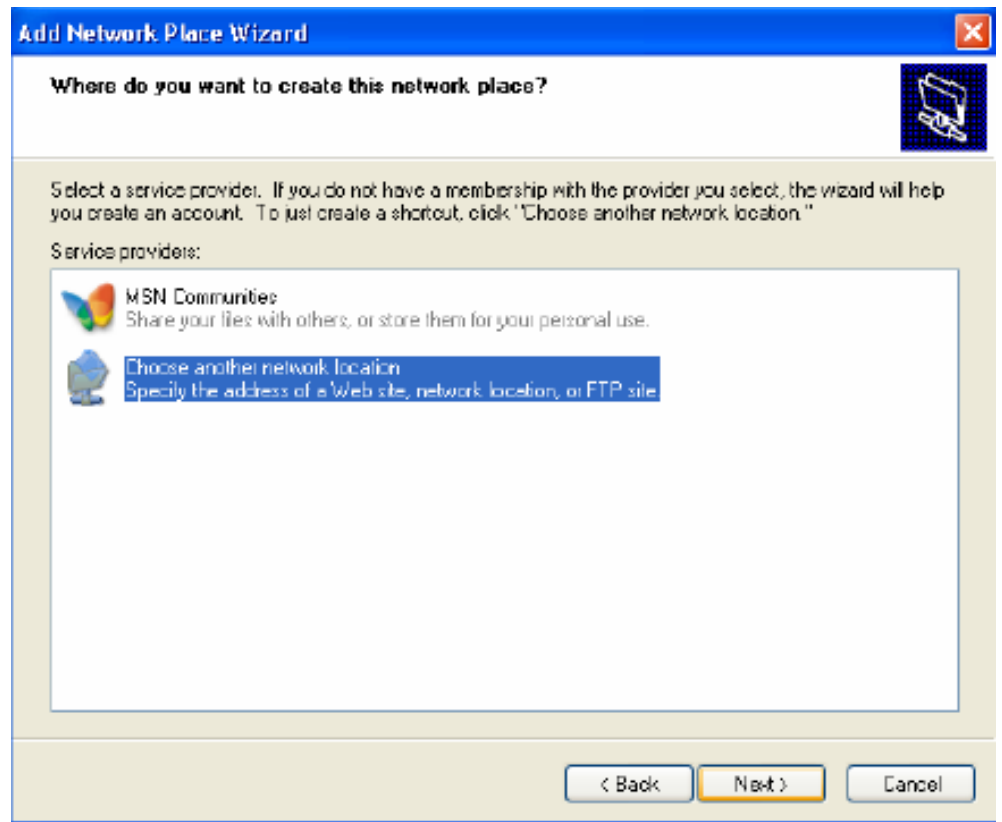 Add Network Place Wizard
Where do you want to create this network place?
Select a service provider. If you do not have a membership with the provider you select, the wizard will help
you create an account. To just create a shortcut, click "Choose another network location."
Service providers:
MSN Communities
Share your files with others, or store them for your personal use.
Choose another network location
Specify the address of a Web site, network location, or FTP site.
< Back
Next >
Cancel